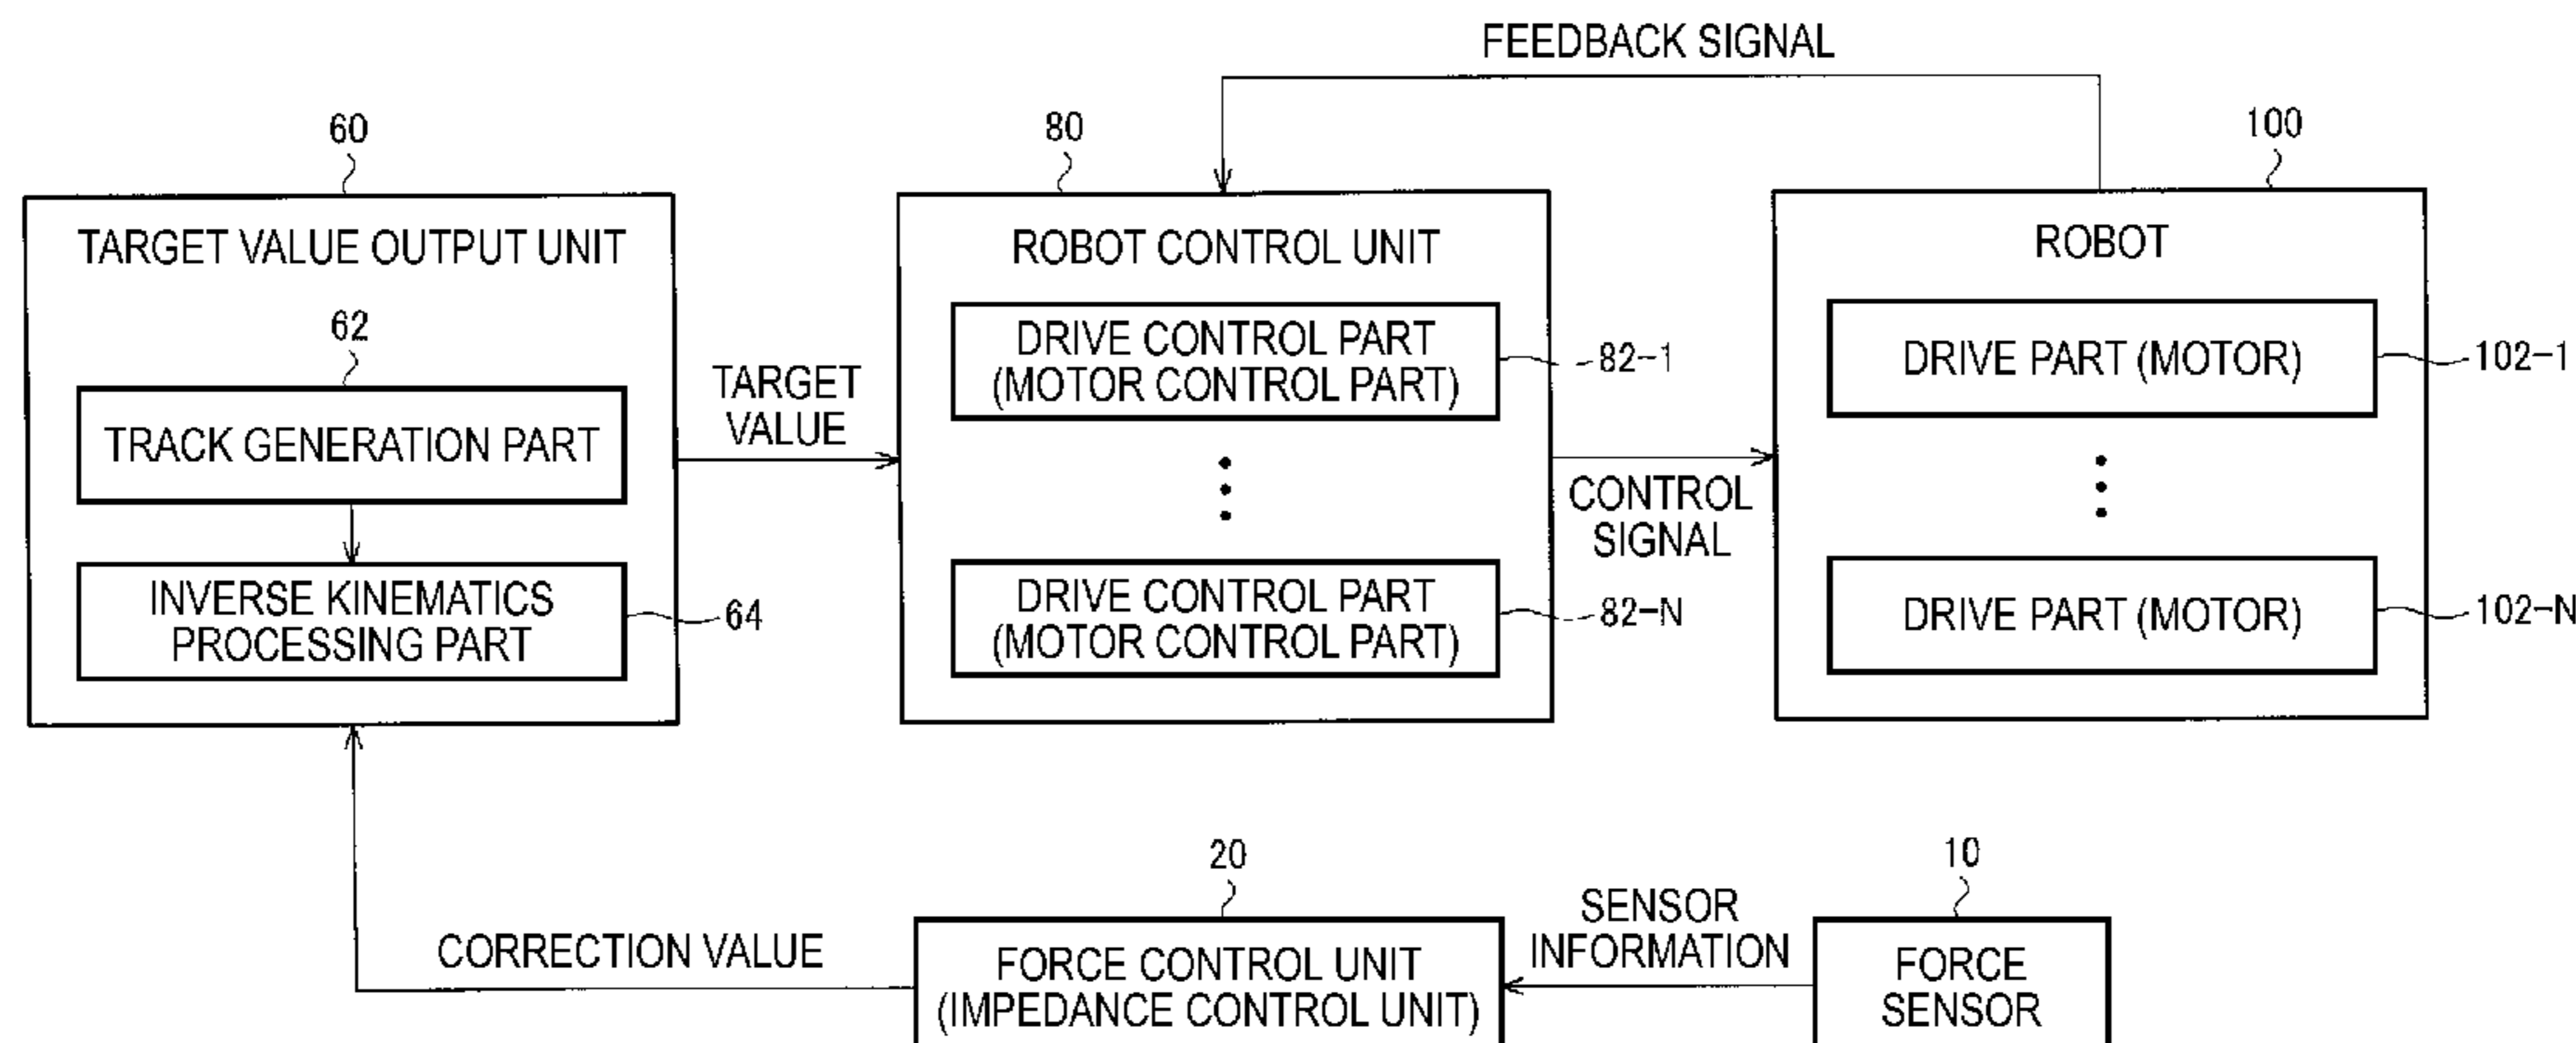 FEEDBACK SIGNAL
60
80
100
TARGET VALUE OUTPUT UNIT
ROBOT CONTROL UNIT
ROBOT
62
TRACK GENERATION PART
INVERSE KINEMATICS
PROCESSING PART
64
TARGET
VALUE
DRIVE CONTROL PART
(MOTOR CONTROL PART)
82-1
DRIVE CONTROL PART
(MOTOR CONTROL PART)
82-N
CONTROL
SIGNAL
DRIVE PART (MOTOR)
102-1
DRIVE PART (MOTOR)
102-N
CORRECTION VALUE
20
FORCE CONTROL UNIT
(IMPEDANCE CONTROL UNIT)
SENSOR
INFORMATION
10
FORCE
SENSOR